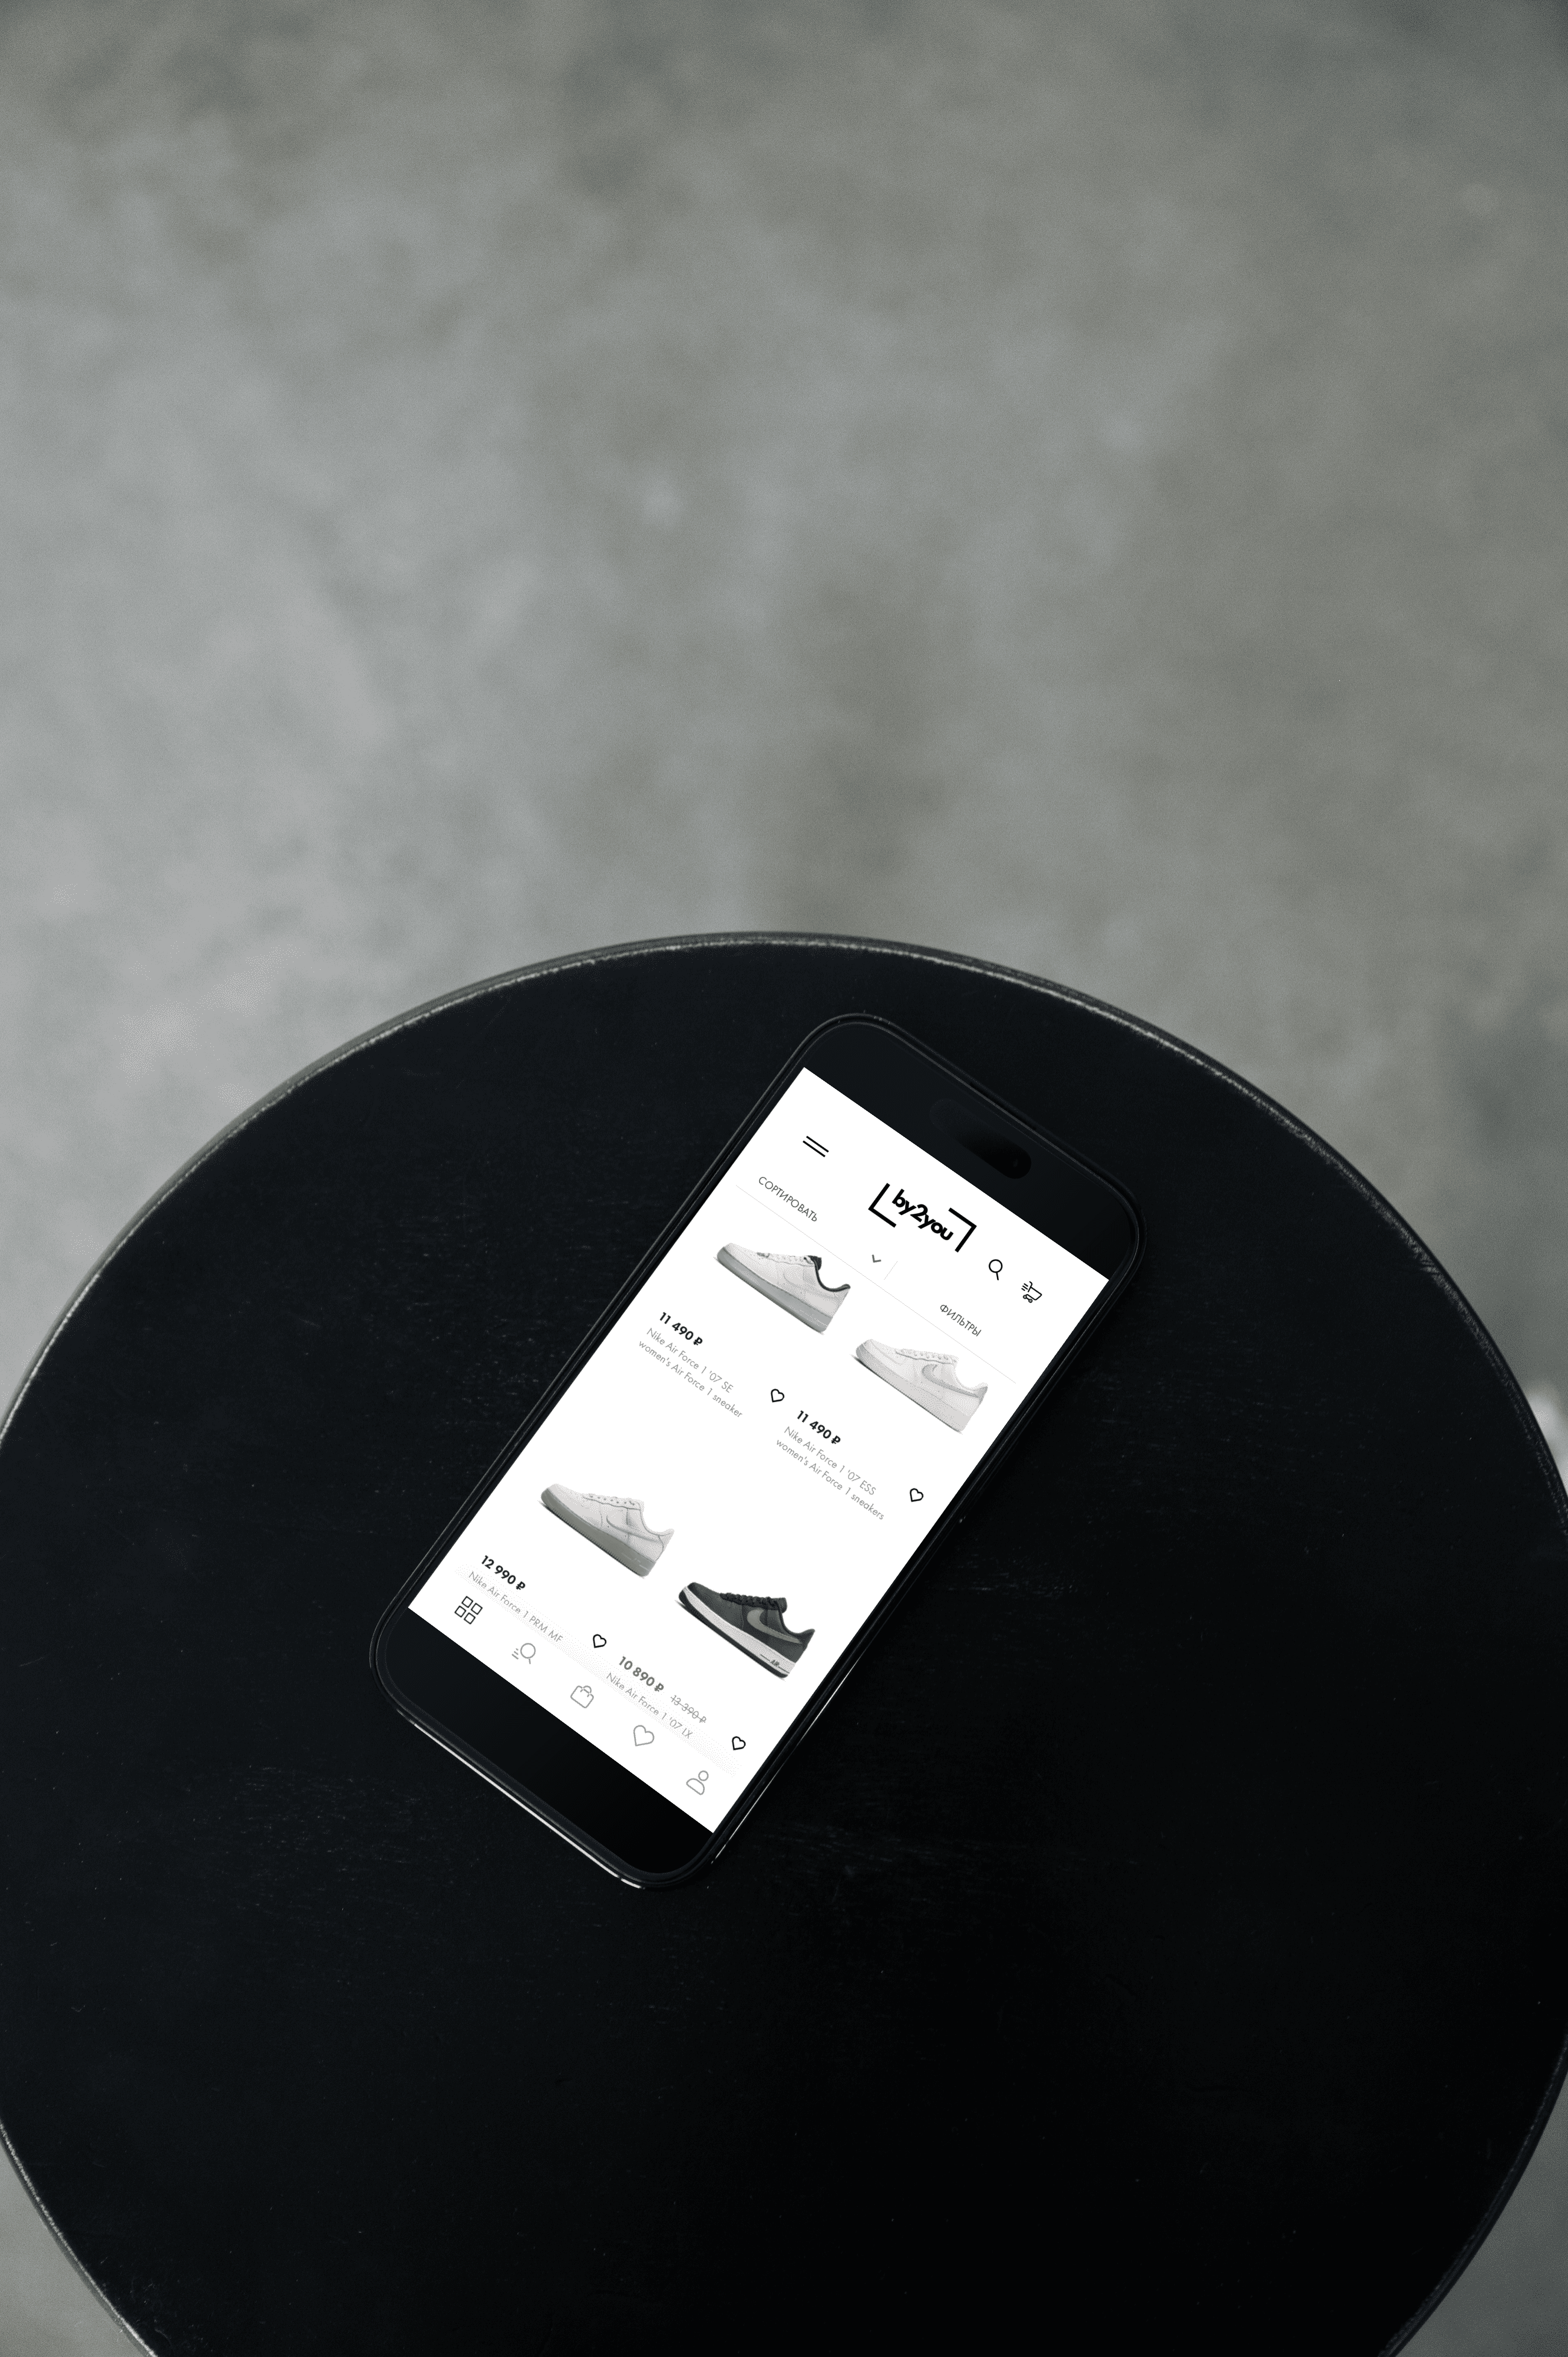 by2you
СОРТИРОВАТЬ
ФИЛЬТРЫ
11 490 ₽
Nike Air Force 1 '07 SE
women's Air Force 1 sneaker
11 490 ₽
Nike Air Force 1 '07 ESS
women's Air Force 1 sneakers
12 990 ₽
Nike Air Force 1 PRM MF
10 890 ₽ 13 390 ₽
Nike Air Force 1 '07 LX